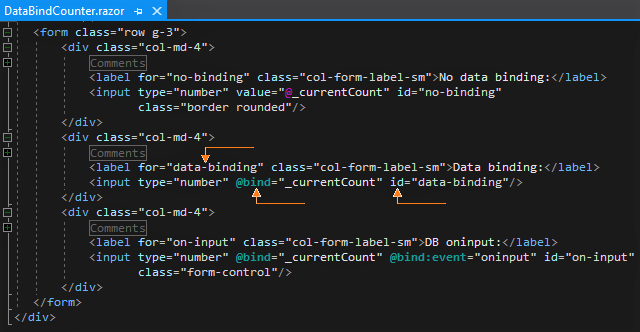 DataBindCounter.razor
<form class="row g-3">
<div class="col-md-4">
Comments
<label for="no-binding" class="col-form-label-sm">No data binding:</label>
<input type="number" value="@_currentCount" id="no-binding"
class="border rounded"/>
</div>
<div class="col-md-4">
Comments
<label for="data-binding" class="col-form-label-sm">Data binding:</label>
<input type="number" @bind="_currentCount" id="data-binding"/>
</div>
<div class="col-md-4">
Comments
<label for="on-input" class="col-form-label-sm">DB oninput:</label>
<input type="number" @bind="_currentCount" @bind:event="oninput" id="on-input"
class="form-control"/>
</div>
</form>
</div>